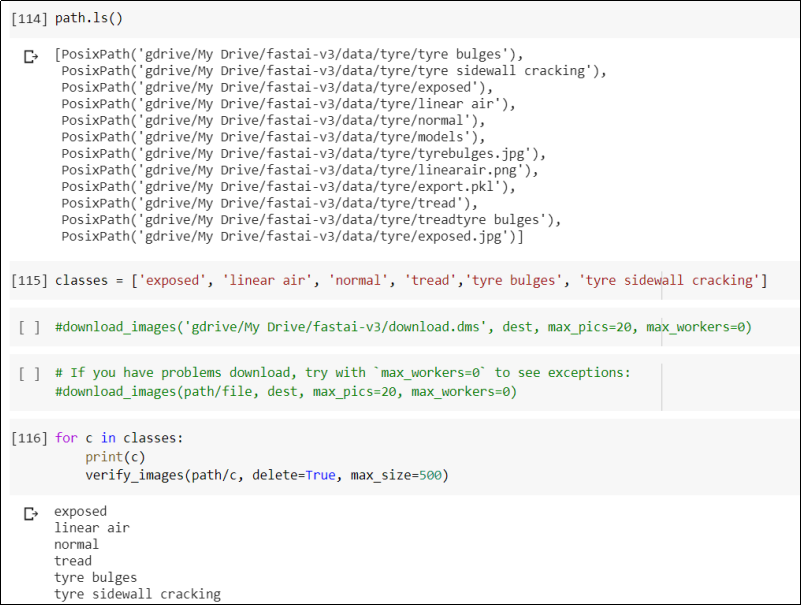 [114] path.ls()
[PosixPath('gdrive/My Drive/fastai-v3/data/tyre/tyre bulges'),
PosixPath('gdrive/My Drive/fastai-v3/data/tyre/tyre sidewall cracking'),
PosixPath('gdrive/My Drive/fastai-v3/data/tyre/exposed'),
PosixPath('gdrive/My Drive/fastai-v3/data/tyre/linear air'),
PosixPath('gdrive/My Drive/fastai-v3/data/tyre/normal'),
PosixPath('gdrive/My Drive/fastai-v3/data/tyre/models'),
PosixPath('gdrive/My Drive/fastai-v3/data/tyre/tyrebulges.jpg'),
PosixPath('gdrive/My Drive/fastai-v3/data/tyre/linearair.png'),
PosixPath('gdrive/My Drive/fastai-v3/data/tyre/export.pkl'),
PosixPath('gdrive/My Drive/fastai-v3/data/tyre/tread'),
PosixPath('gdrive/My Drive/fastai-v3/data/tyre/treadtyre bulges'),
PosixPath('gdrive/My Drive/fastai-v3/data/tyre/exposed.jpg')]
[115] classes = ['exposed', 'linear air', 'normal', 'tread','tyre bulges', 'tyre sidewall cracking']
[ ] #download_images('gdrive/My Drive/fastai-v3/download.dms', dest, max_pics=20, max_workers=0)
[ ] # If you have problems download, try with `max_workers=0` to see exceptions:
#download_images(path/file, dest, max_pics=20, max_workers=0)
[116] for c in classes:
print(c)
verify_images(path/c, delete=True, max_size=500)
exposed
linear air
normal
tread
tyre bulges
tyre sidewall cracking